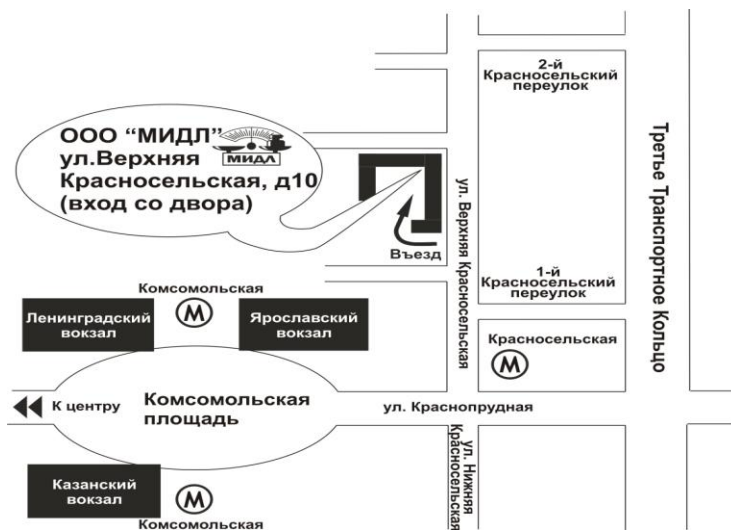 2-й
Красносельский
переулок
ООО “МИДЛ”
МИДЛ
ул.Верхняя
Красносельская, д10
(вход со двора)
Третье Транспортное Кольцо
ул. Верхняя Красносельская
Въезд
1-й
Красносельский
переулок
Комсомольская
М
Ленинградский
вокзал
Ярославский
вокзал
Красносельская
М
К центру
Комсомольская
площадь
ул. Краснопрудная
ул. Нижняя
Красносельская
Казанский
вокзал
М
Комсомольская